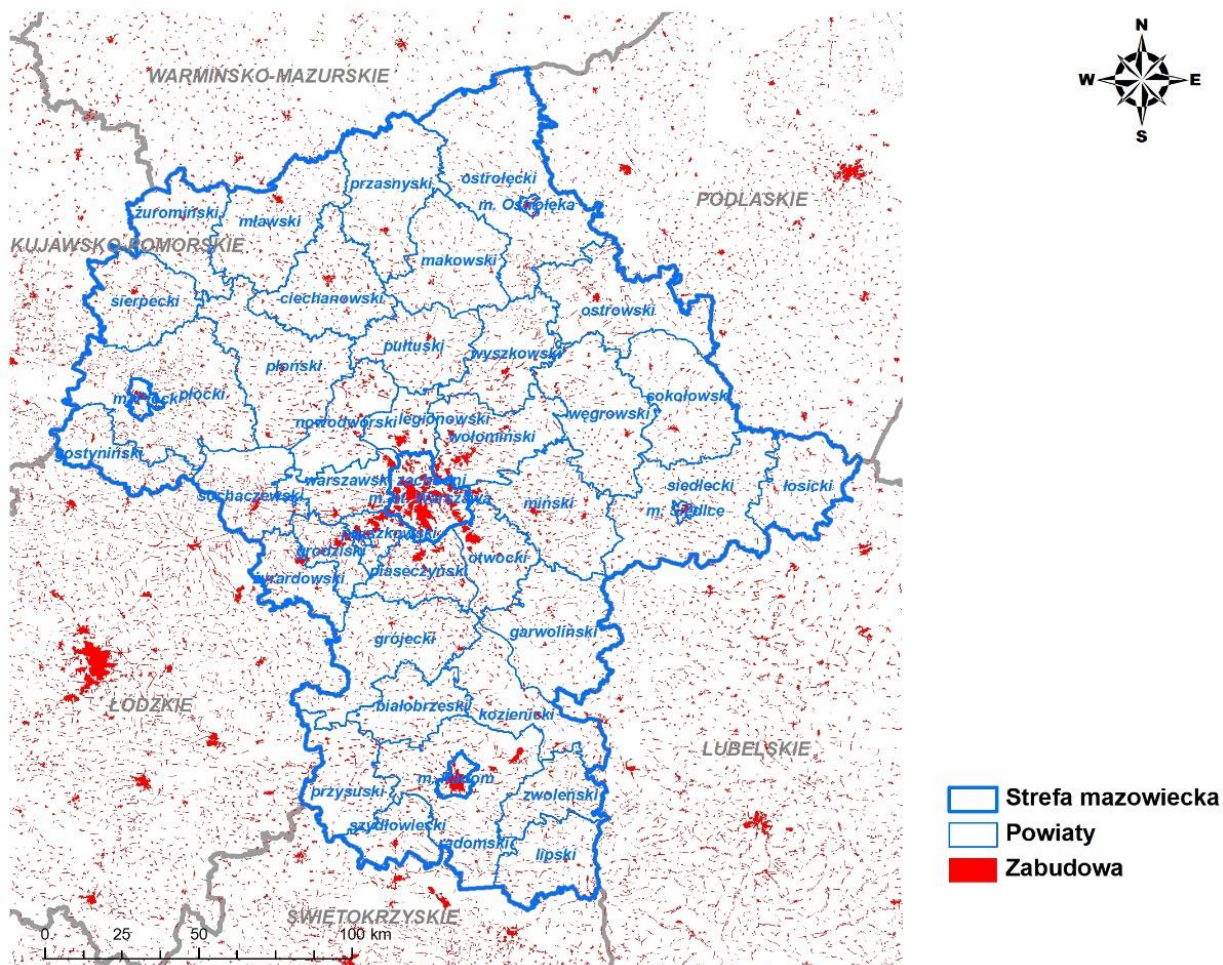 N
W E
S
WARMIŃSKO-MAZURSKIE
ostrołęcki
przasnyski
PODLASKIE
m. Ostrołęka
żuromiński
mławski
KUJAWSKO-POMORSKIE
makowski
sierpecki
ciechanowski
ostrowski
pułtuski
wyszkowski
płoński
sokołowski
płocki
węgrowski
nowodworski
legionowski
wołomiński
gostyniński
warszawski zachodni
siedlecki
łosicki
sochaczewski
m.st. Warszawa
miński
m. Siedlce
pruszkowski
grodziski
otwocki
piaseczyński
żyrardowski
garwoliński
grójecki
ŁÓDZKIE
białobrzeski
kozienicki
LUBELSKIE
m. Radom
przysuski
zwoleński
szydłowiecki
radomski
lipski
ŚWIĘTOKRZYSKIE
0 25 50 100 km
Strefa mazowiecka
Powiaty
Zabudowa